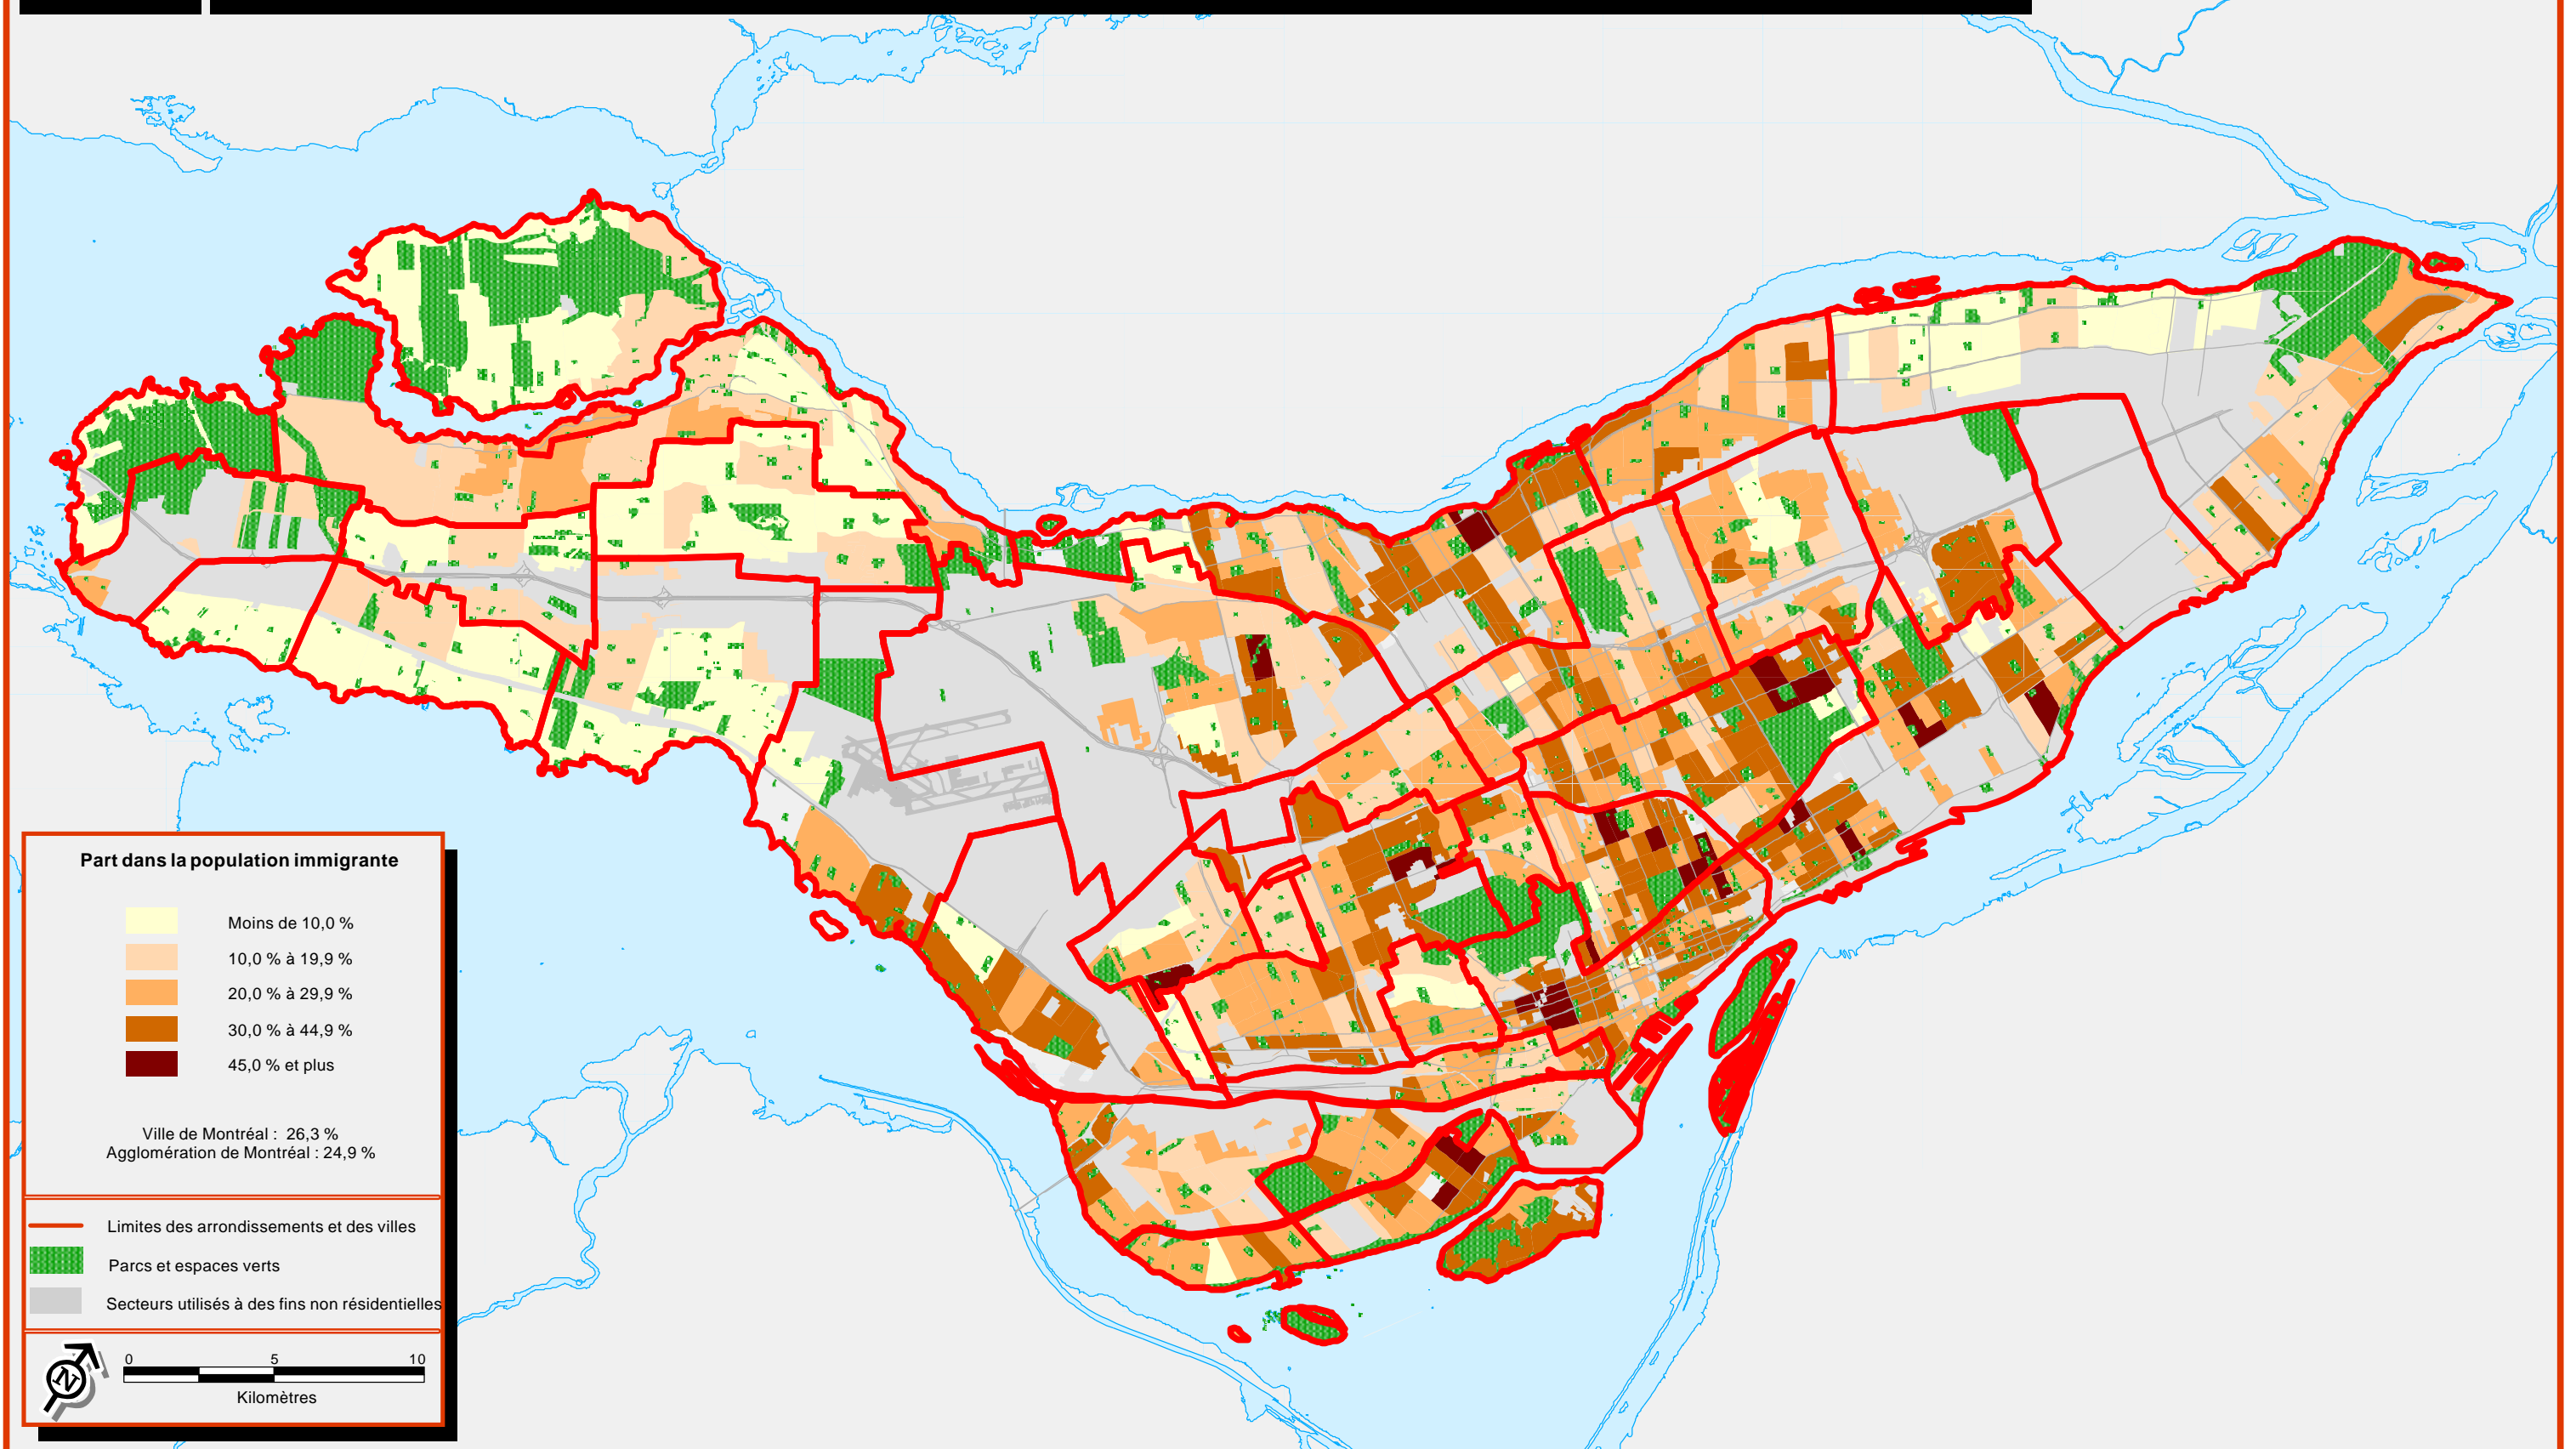 Part dans la population immigrante
Moins de 10,0 %
10,0 % à 19,9 %
20,0 % à 29,9 %
30,0 % à 44,9 %
45,0 % et plus
Ville de Montréal : 26,3 %
Agglomération de Montréal : 24,9 %
Limites des arrondissements et des villes
Parcs et espaces verts
Secteurs utilisés à des fins non résidentielles
N
0 5 10
Kilomètres